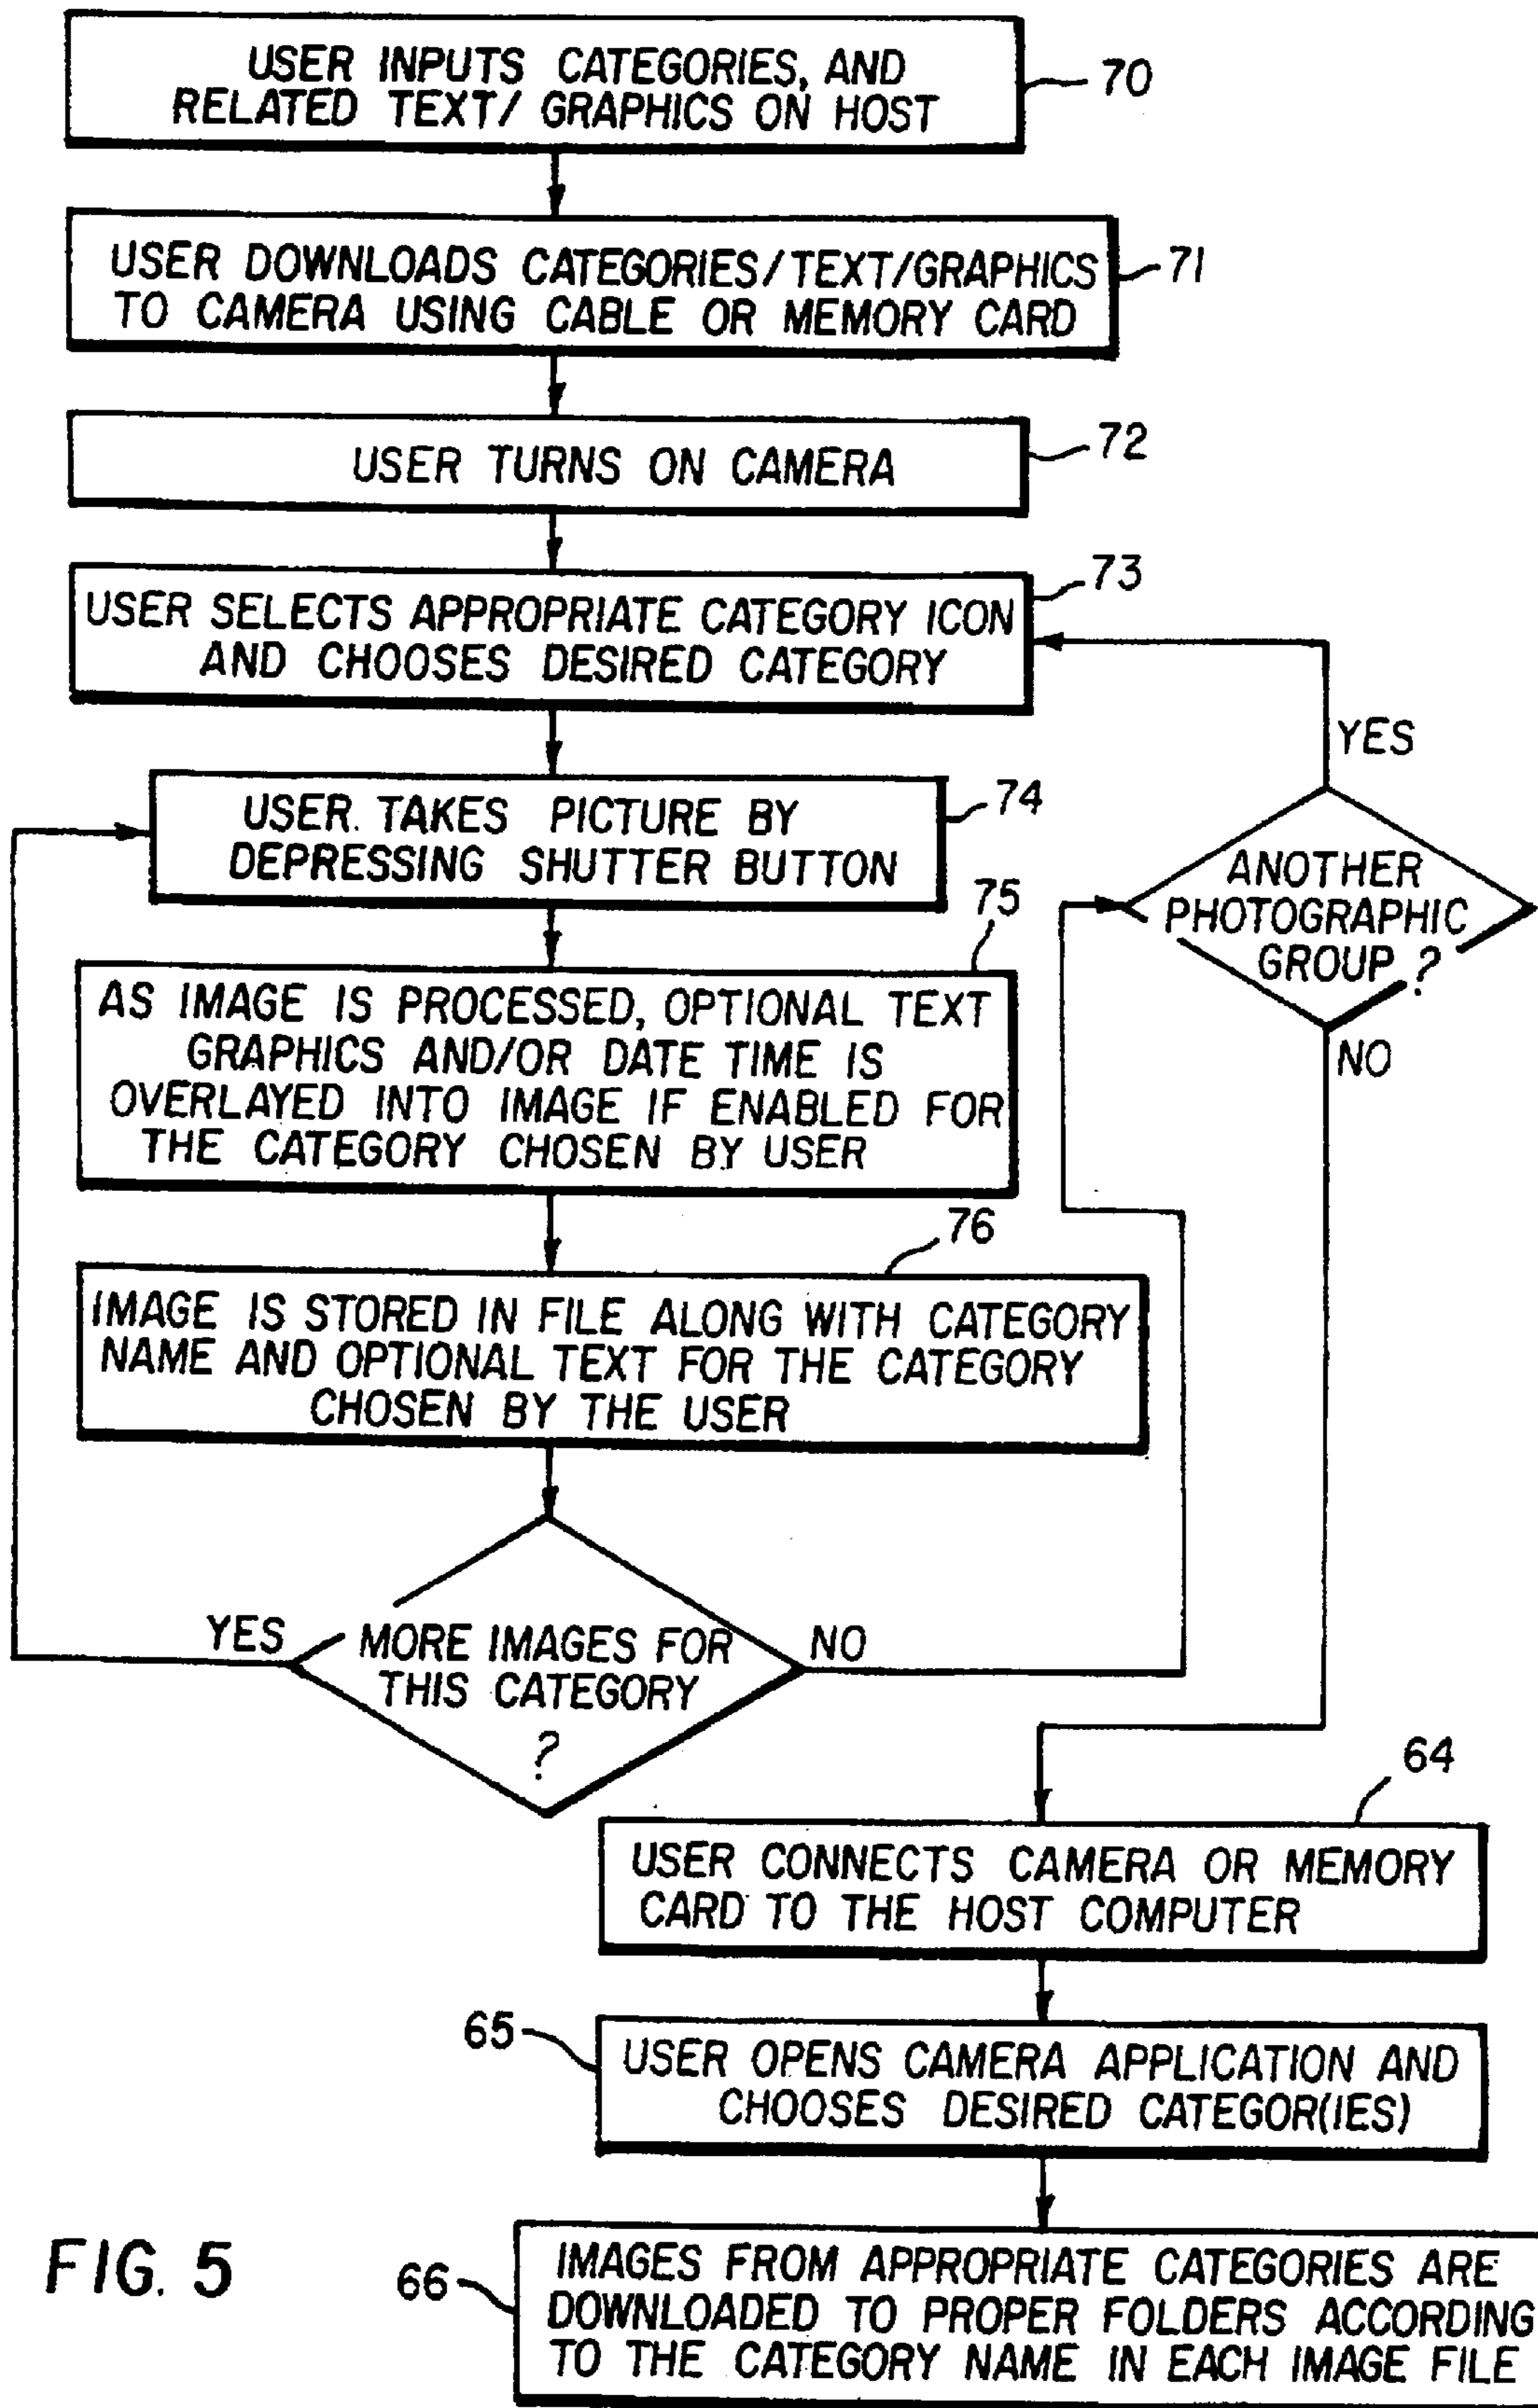 USER INPUTS CATEGORIES, AND
RELATED TEXT/ GRAPHICS ON HOST
70
USER DOWNLOADS CATEGORIES/TEXT/GRAPHICS
TO CAMERA USING CABLE OR MEMORY CARD
71
USER TURNS ON CAMERA
72
USER SELECTS APPROPRIATE CATEGORY ICON
AND CHOOSES DESIRED CATEGORY
73
USER TAKES PICTURE BY
DEPRESSING SHUTTER BUTTON
74
AS IMAGE IS PROCESSED, OPTIONAL TEXT
GRAPHICS AND/OR DATE TIME IS
OVERLAYED INTO IMAGE IF ENABLED FOR
THE CATEGORY CHOSEN BY USER
75
IMAGE IS STORED IN FILE ALONG WITH CATEGORY
NAME AND OPTIONAL TEXT FOR THE CATEGORY
CHOSEN BY THE USER
76
YES
MORE IMAGES FOR
THIS CATEGORY
?
NO
YES
ANOTHER
PHOTOGRAPHIC
GROUP ?
NO
64
USER CONNECTS CAMERA OR MEMORY
CARD TO THE HOST COMPUTER
65
USER OPENS CAMERA APPLICATION AND
CHOOSES DESIRED CATEGOR(IES)
66
IMAGES FROM APPROPRIATE CATEGORIES ARE
DOWNLOADED TO PROPER FOLDERS ACCORDING
TO THE CATEGORY NAME IN EACH IMAGE FILE
FIG. 5